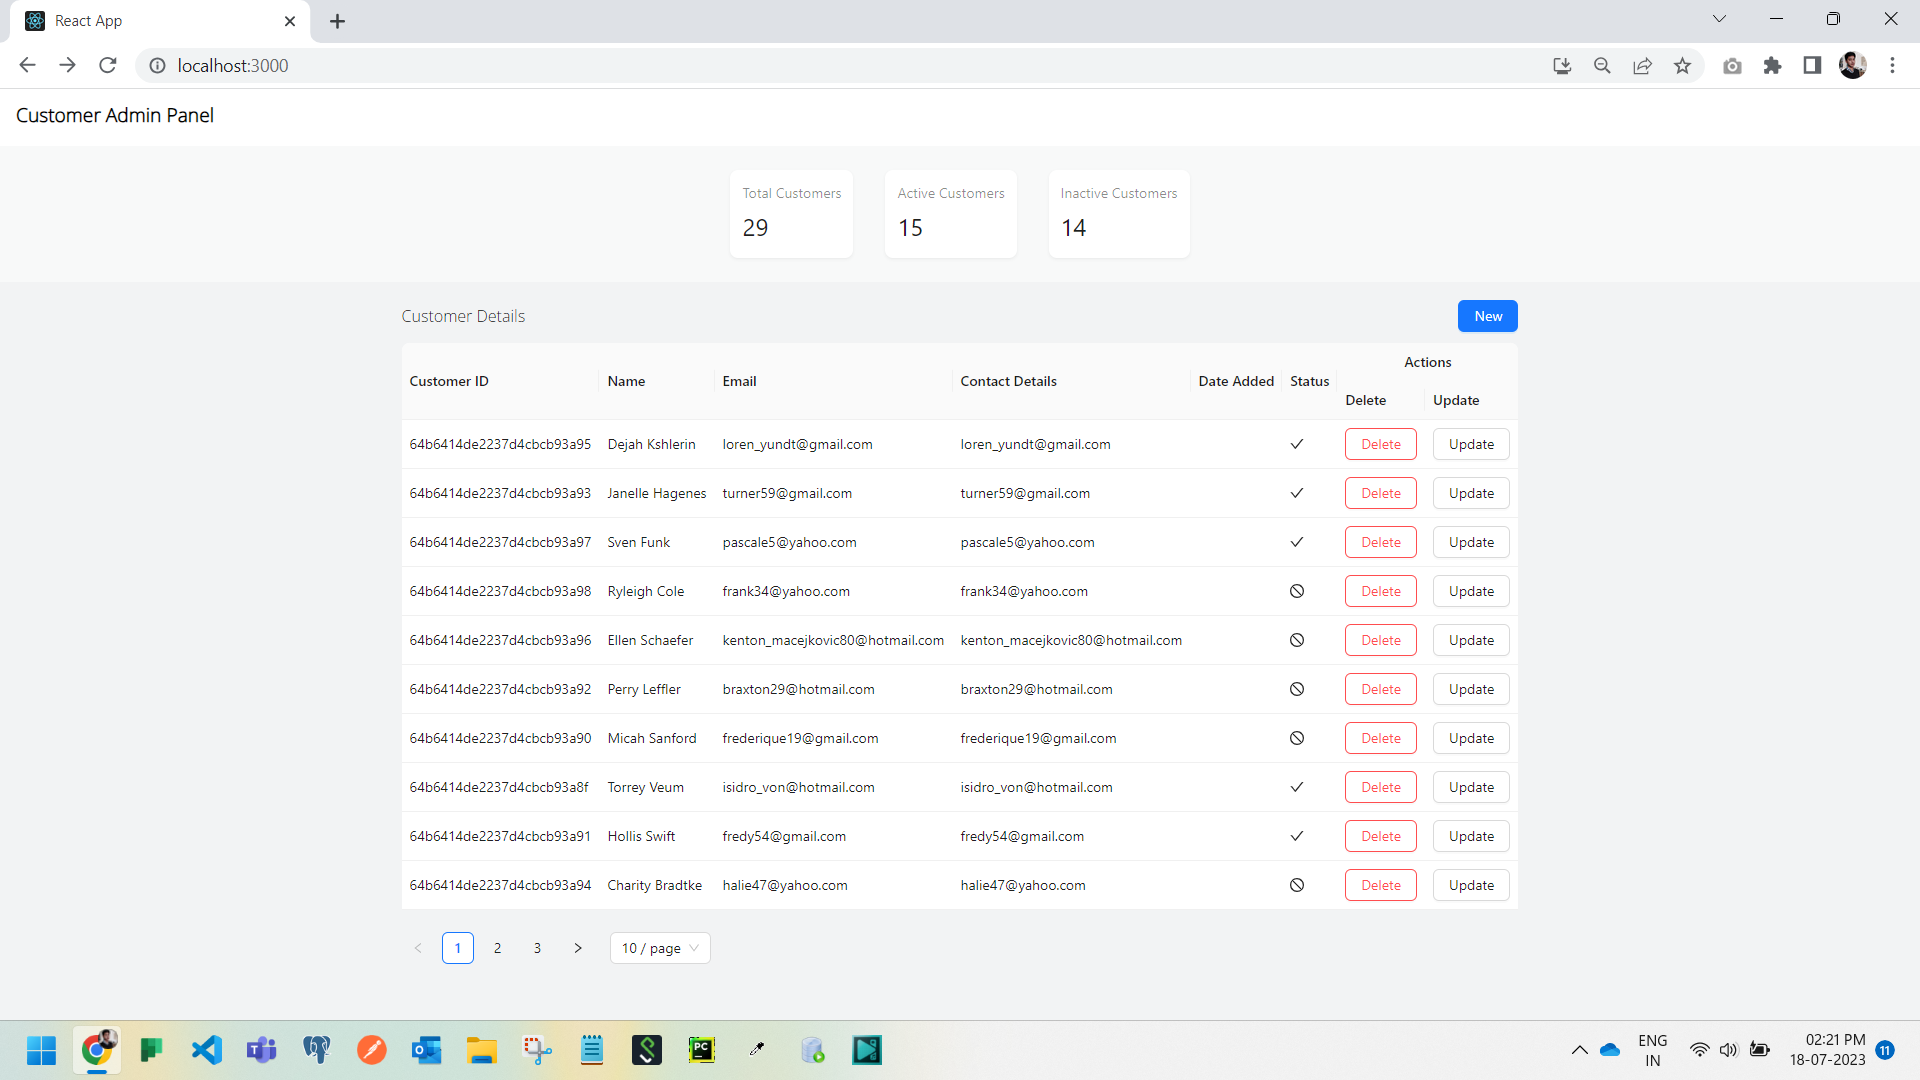 React App
localhost:3000
Customer Admin Panel
Total Customers Active Customers Inactive Customers
29 15 14
Customer Details New
Actions
Customer ID Name Email Contact Details Date Added Status
Delete Update
64b6414de2237d4cbcb93a95 Dejah Kshlerin loren_yundt@gmail.com loren_yundt@gmail.com Delete Update
64b6414de2237d4cbcb93a93 Janelle Hagenes turner59@gmail.com turner59@gmail.com Delete Update
64b6414de2237d4cbcb93a97 Sven Funk pascale5@yahoo.com pascale5@yahoo.com Delete Update
64b6414de2237d4cbcb93a98 Ryleigh Cole frank34@yahoo.com frank34@yahoo.com Delete Update
64b6414de2237d4cbcb93a96 Ellen Schaefer kenton_macejkovic80@hotmail.com kenton_macejkovic80@hotmail.com Delete Update
64b6414de2237d4cbcb93a92 Perry Leffler braxton29@hotmail.com braxton29@hotmail.com Delete Update
64b6414de2237d4cbcb93a90 Micah Sanford frederique19@gmail.com frederique19@gmail.com Delete Update
64b6414de2237d4cbcb93a8f Torrey Veum isidro_von@hotmail.com isidro_von@hotmail.com Delete Update
64b6414de2237d4cbcb93a91 Hollis Swift fredy54@gmail.com fredy54@gmail.com Delete Update
64b6414de2237d4cbcb93a94 Charity Bradtke halie47@yahoo.com halie47@yahoo.com Delete Update
1 2 3 10 / page
PC
ENG 02:21 PM
IN 18-07-2023 11